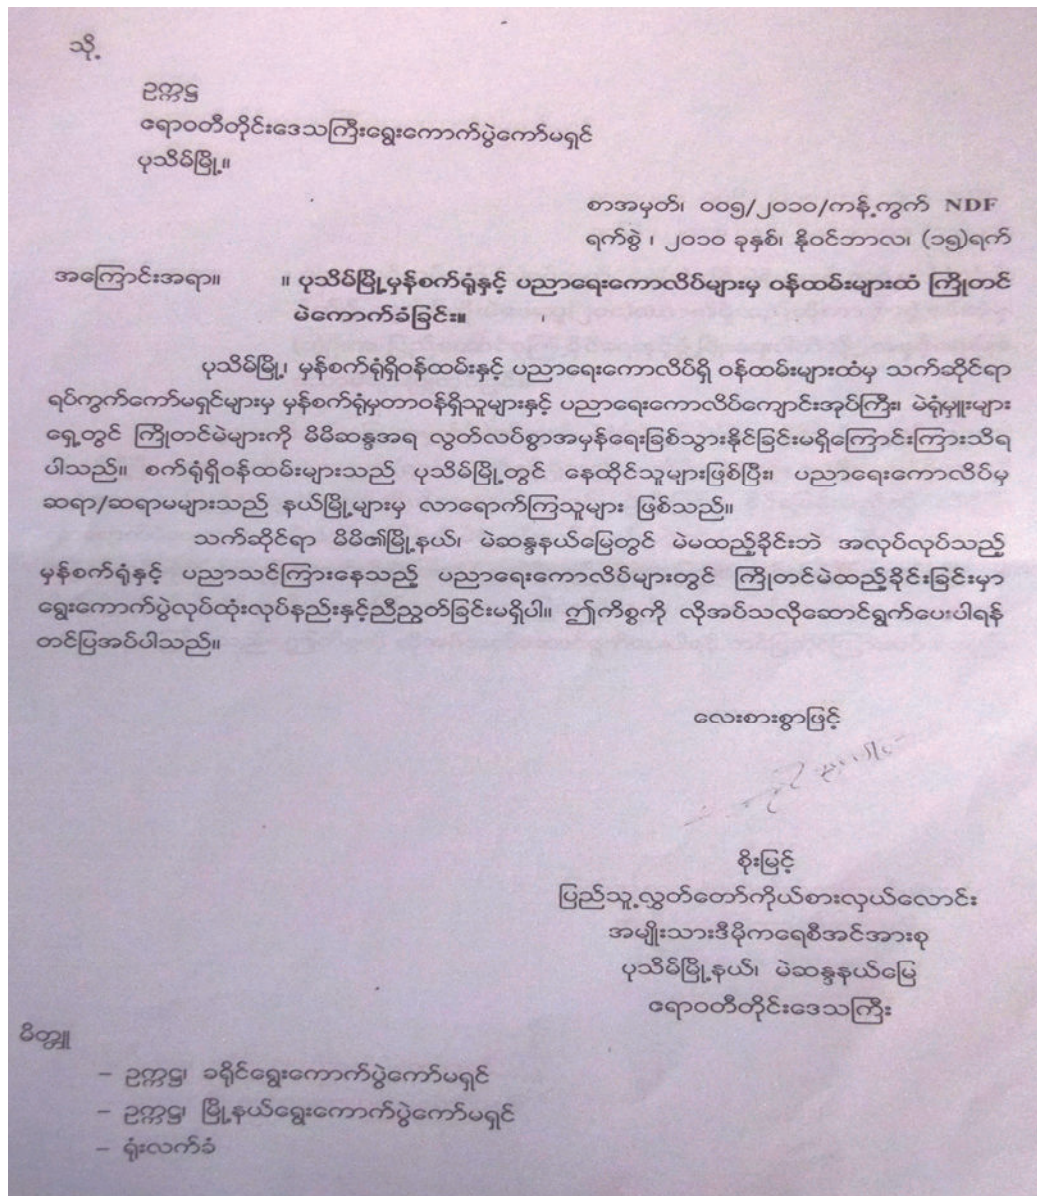 သို့
ဥက္ကဋ္ဌ
ဧရာဝတီတိုင်းဒေသကြီးရွေးကောက်ပွဲကော်မရှင်
ပုသိမ်မြို့။
စာအမှတ်၊ ၀၀၅/၂၀၁၀/ကန့်ကွက် NDF
ရက်စွဲ ၊ ၂၀၁၀ ခုနှစ်၊ နိုဝင်ဘာလ၊ (၁၅)ရက်
အကြောင်းအရာ။ ။ ပုသိမ်မြို့မှန်စက်ရုံနှင့် ပညာရေးကောလိပ်များမှ ဝန်ထမ်းများထံ ကြိုတင်
မဲကောက်ခံခြင်း။
ပုသိမ်မြို့၊ မှန်စက်ရုံရှိဝန်ထမ်းနှင့် ပညာရေးကောလိပ်ရှိ ဝန်ထမ်းများထံမှ သက်ဆိုင်ရာ
ရပ်ကွက်ကော်မရှင်များမှ မှန်စက်ရုံမှတာဝန်ရှိသူများနှင့် ပညာရေးကောလိပ်ကျောင်းအုပ်ကြီး၊ မဲရုံမှူးများ
ရှေ့တွင် ကြိုတင်မဲများကို မိမိဆန္ဒအရ လွတ်လပ်စွာအမှန်ရေးခြစ်သွားနိုင်ခြင်းမရှိကြောင်းကြားသိရ
ပါသည်။ စက်ရုံရှိဝန်ထမ်းများသည် ပုသိမ်မြို့တွင် နေထိုင်သူများဖြစ်ပြီး၊ ပညာရေးကောလိပ်မှ
ဆရာ/ဆရာမများသည် နယ်မြို့များမှ လာရောက်ကြသူများ ဖြစ်သည်။
သက်ဆိုင်ရာ မိမိ၏မြို့နယ်၊ မဲဆန္ဒနယ်မြေတွင် မဲမထည့်ခိုင်းဘဲ အလုပ်လုပ်သည့်
မှန်စက်ရုံနှင့် ပညာသင်ကြားနေသည့် ပညာရေးကောလိပ်များတွင် ကြိုတင်မဲထည့်ခိုင်းခြင်းမှာ
ရွေးကောက်ပွဲလုပ်ထုံးလုပ်နည်းနှင့်ညီညွတ်ခြင်းမရှိပါ။ ဤကိစ္စကို လိုအပ်သလိုဆောင်ရွက်ပေးပါရန်
တင်ပြအပ်ပါသည်။
လေးစားစွာဖြင့်
စိုးမြင့်
ပြည်သူ့လွှတ်တော်ကိုယ်စားလှယ်လောင်း
အမျိုးသားဒီမိုကရေစီအင်အားစု
ပုသိမ်မြို့နယ်၊ မဲဆန္ဒနယ်မြေ
ဧရာဝတီတိုင်းဒေသကြီး
မိတ္တူ
– ဥက္ကဋ္ဌ၊ ခရိုင်ရွေးကောက်ပွဲကော်မရှင်
– ဥက္ကဋ္ဌ၊ မြို့နယ်ရွေးကောက်ပွဲကော်မရှင်
– ရုံးလက်ခံ